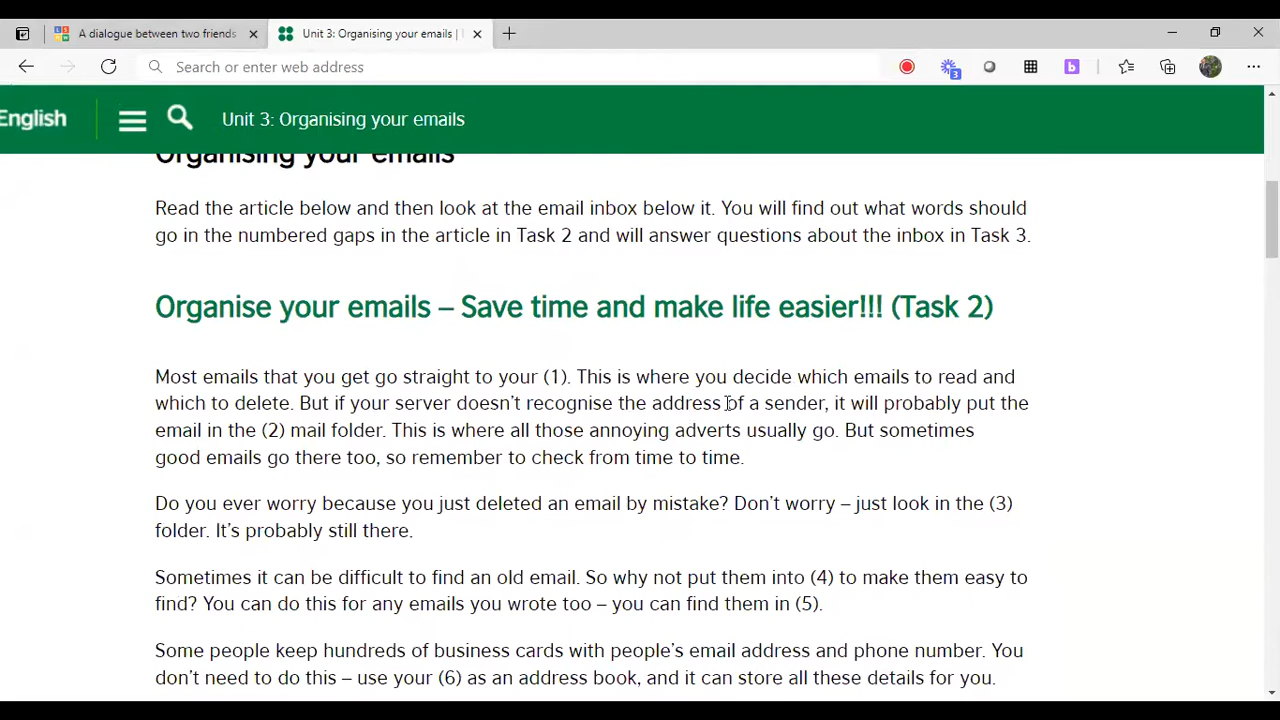 A dialogue between two friends
Unit 3: Organising your emails |
Search or enter web address
3
English
Unit 3: Organising your emails
Organising your emails
Read the article below and then look at the email inbox below it. You will find out what words should
go in the numbered gaps in the article in Task 2 and will answer questions about the inbox in Task 3.
Organise your emails – Save time and make life easier!!! (Task 2)
Most emails that you get go straight to your (1). This is where you decide which emails to read and
which to delete. But if your server doesn’t recognise the address of a sender, it will probably put the
email in the (2) mail folder. This is where all those annoying adverts usually go. But sometimes
good emails go there too, so remember to check from time to time.
Do you ever worry because you just deleted an email by mistake? Don’t worry – just look in the (3)
folder. It’s probably still there.
Sometimes it can be difficult to find an old email. So why not put them into (4) to make them easy to
find? You can do this for any emails you wrote too – you can find them in (5).
Some people keep hundreds of business cards with people’s email address and phone number. You
don’t need to do this – use your (6) as an address book, and it can store all these details for you.